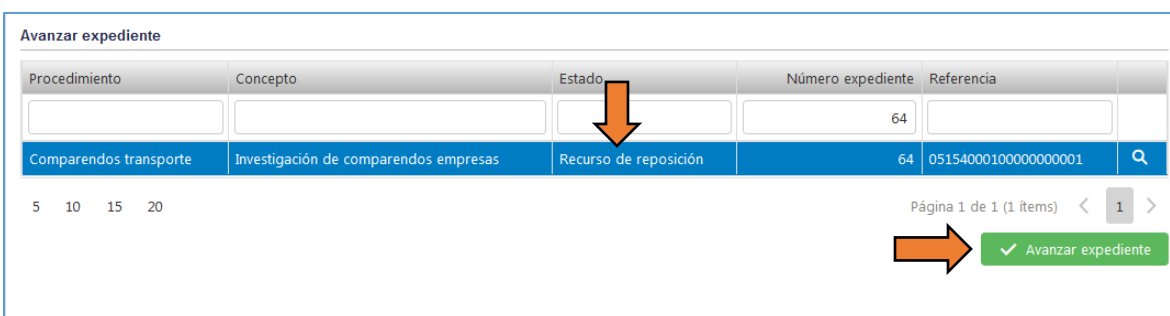 Avanzar expediente
Procedimiento Concepto Estado Número expediente Referencia
64
Comparendos transporte Investigación de comparendos empresas Recurso de reposición 64 05154000100000000001
5 10 15 20 Página 1 de 1 (1 ítems) 1
Avanzar expediente